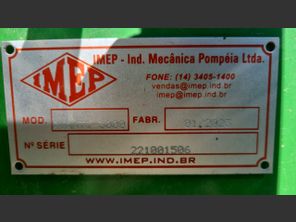 IMEP
IMEP - Ind. Mecânica Pompéia Ltda.
FONE: (14) 3405-1400
vendas@imep.ind.br
imep@imep.ind.br
MOD. FABR. 01/2023
Nº SÉRIE 221001506
WWW.IMEP.IND.BR